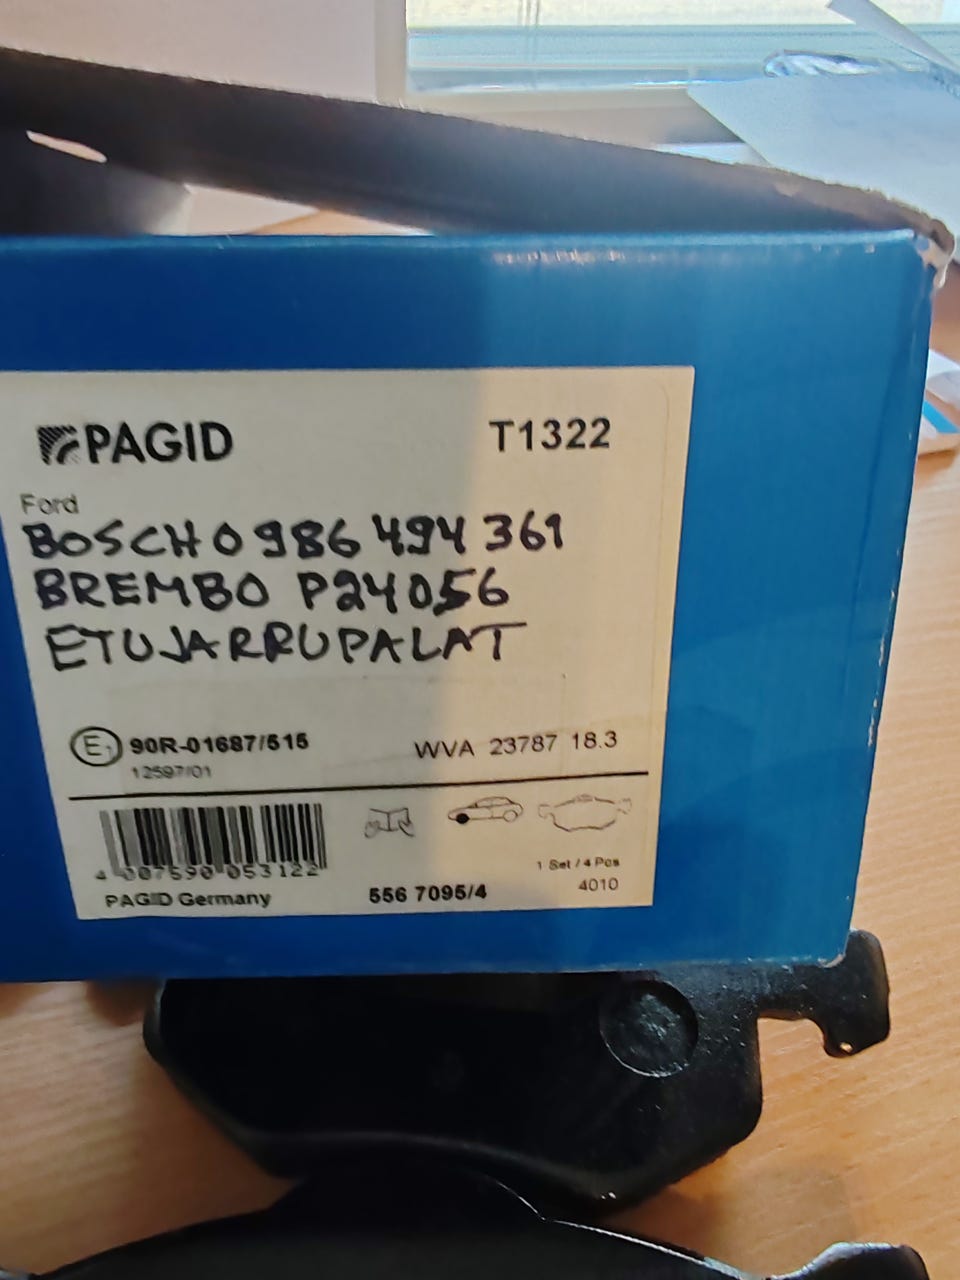 PAGID
T1322
Ford
BOSCH 0 986 494 361
BREMBO P24056
ETUJARRUPALAT
E1 90R-01687/515
WVA 23787 18.3
12597/01
4 007590 053122
1 Set / 4 Pcs
PAGID Germany
556 7095/4
4010